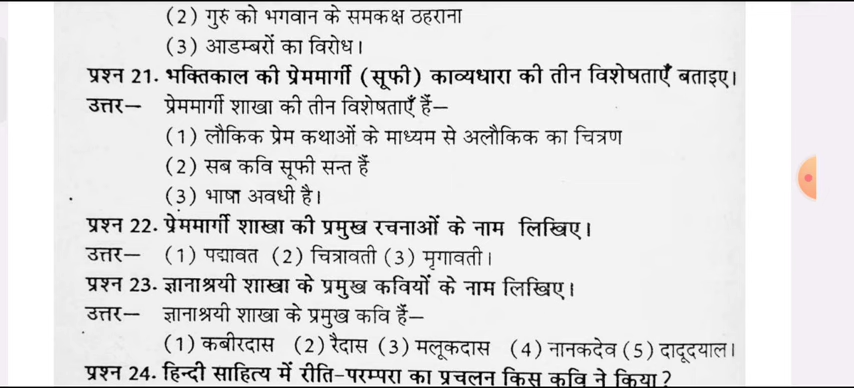 (2) गुरु को भगवान के समकक्ष ठहराना
(3) आडम्बरों का विरोध।
प्रश्न 21. भक्तिकाल की प्रेममार्गी (सूफी) काव्यधारा की तीन विशेषताएँ बताइए।
उत्तर— प्रेममार्गी शाखा की तीन विशेषताएँ हैं—
(1) लौकिक प्रेम कथाओं के माध्यम से अलौकिक का चित्रण
(2) सब कवि सूफी सन्त हैं
(3) भाषा अवधी है।
प्रश्न 22. प्रेममार्गी शाखा की प्रमुख रचनाओं के नाम लिखिए।
उत्तर— (1) पद्मावत (2) चित्रावती (3) मृगावती।
प्रश्न 23. ज्ञानाश्रयी शाखा के प्रमुख कवियों के नाम लिखिए।
उत्तर— ज्ञानाश्रयी शाखा के प्रमुख कवि हैं—
(1) कबीरदास (2) रैदास (3) मलूकदास (4) नानकदेव (5) दादूदयाल।
प्रश्न 24. हिन्दी साहित्य में रीति-परम्परा का प्रचलन किस कवि ने किया?